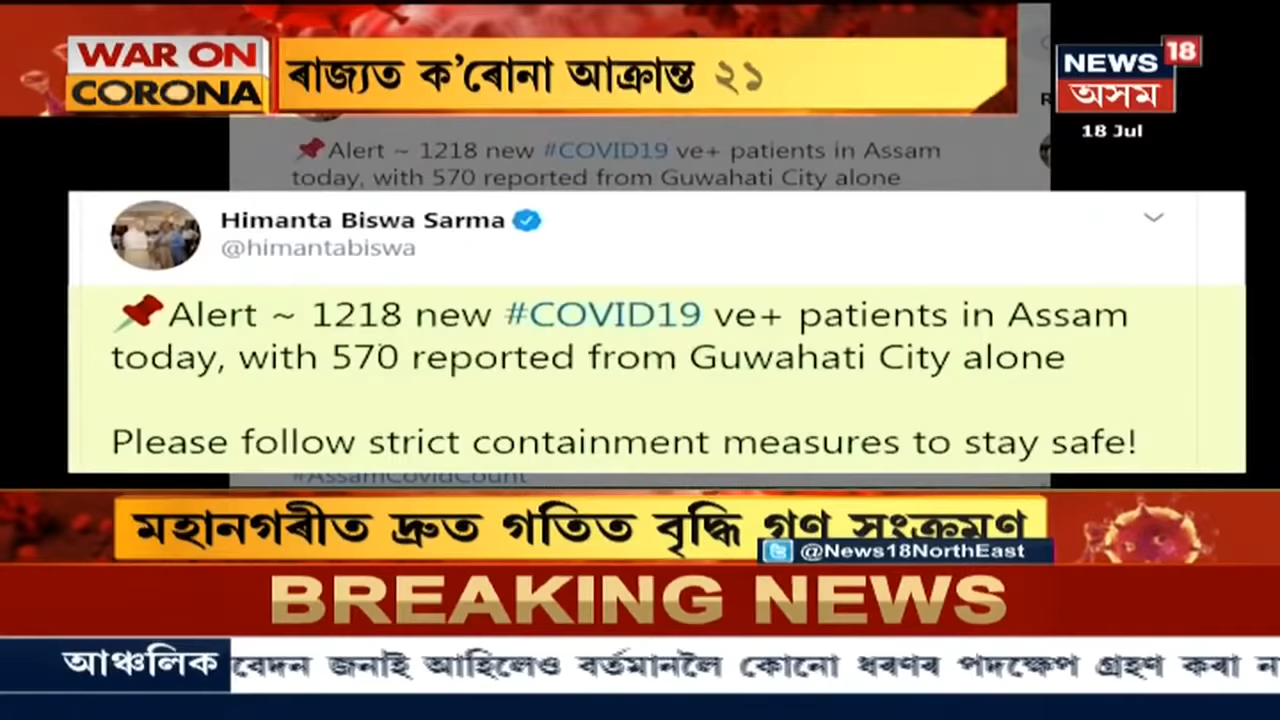 WAR ON
CORONA
ৰাজ্যত ক'ৰোনা আক্ৰান্ত ২১
NEWS 18
অসম
18 Jul
Alert ~ 1218 new #COVID19 ve+ patients in Assam
today, with 570 reported from Guwahati City alone
Himanta Biswa Sarma
@himantabiswa
Alert ~ 1218 new #COVID19 ve+ patients in Assam
today, with 570 reported from Guwahati City alone
Please follow strict containment measures to stay safe!
#AssamCovidCount
মহানগৰীত দ্ৰুত গতিত বৃদ্ধি গণ সংক্ৰমণ
@News18NorthEast
BREAKING NEWS
আঞ্চলিক
বেদন জনাই আহিলেও বৰ্তমানলৈ কোনো ধৰণৰ পদক্ষেপ গ্ৰহণ কৰা ন